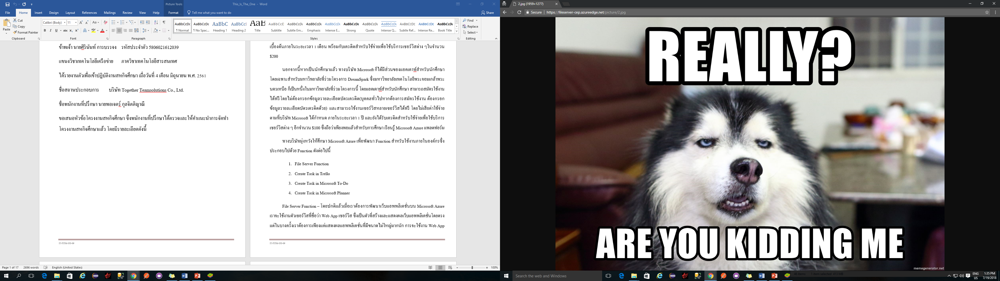 Picture Tools
This_Is_The_One - Word
File
Home
Insert
Design
Layout
References
Mailings
Review
View
Help
Format
Tell me what you want to do
Share
Paste
Cut
Copy
Format Painter
Clipboard
Calibri (Body)
11
Font
Paragraph
AaBbCcDc
¶ Normal
AaBbCcDc
¶ No Spac...
AaBbC
Heading 1
AaBbCcI
Heading 2
AaB
Title
AaBbCcD
Subtitle
AaBbCcDc
Subtle Em...
AaBbCcDc
Emphasis
AaBbCcDc
Intense E...
AaBbCcDc
Strong
AaBbCcDc
Quote
AaBbCcDc
Intense Q...
AABBCCDC
Subtle Ref...
AABBCCDC
Intense Re...
AaBbCcDc
Book Title
Styles
Find
Replace
Select
Editing
ข้าพเจ้า นายศิรินันท์ การบรรจง รหัสประจำตัว 5806021612039
แขนงวิชาเทคโนโลยีเครือข่าย ภาควิชาเทคโนโลยีสารสนเทศ
ได้รายงานตัวเพื่อเข้าปฏิบัติงานสหกิจศึกษา เมื่อวันที่ 4 เดือน มิถุนายน พ.ศ. 2561
ชื่อสถานประกอบการ บริษัท Together Teamsolutions Co., Ltd.
ชื่อพนักงานที่ปรึกษา นายพอเจตร์ กุลจิตติญาณี
ขอเสนอหัวข้อโครงงานสหกิจศึกษา ซึ่งพนักงานที่ปรึกษาได้ตรวจและให้คำแนะนำการจัดทำ
โครงงานสหกิจศึกษาแล้ว โดยมีรายละเอียดดังนี้
IT-FITM-CO-09
เบื้องต้นภายในระยะเวลา 1 เดือน พร้อมกับเครดิตสำหรับใช้จ่ายเพื่อใช้บริการเซอร์วิสต่าง ๆในจำนวน
$200
นอกจากนี้หากเป็นนักศึกษาแล้ว ทางบริษัท Microsoft ก็ได้มีส่วนของแอคเคาท์สำหรับนักศึกษา
โดยเฉพาะสำหรับมหาวิทยาลัยที่ร่วมโครงการ DreamSpark ซึ่งมหาวิทยาลัยเทคโนโลยีพระจอมเกล้าพระ
นครเหนือ ก็เป็นหนึ่งในมหาวิทยาลัยที่ร่วมโครงการนี้ โดยแอคเคาท์สำหรับนักศึกษา สามารถสมัครใช้งาน
ได้ฟรี โดยไม่ต้องกรอกข้อมูลรายละเอียดบัตรเครดิต(บุคคลทั่วไปหากต้องการสมัครใช้งาน ต้องกรอก
ข้อมูลรายละเอียดบัตรเครดิตด้วย) และสามารถใช้งานเซอร์วิสหลายเซอร์วิสได้ฟรี โดยไม่เสียค่าใช้จ่าย
ตามที่บริษัท Microsoft ได้กำหนด ภายในระยะเวลา 1 ปี และยังได้รับเครดิตสำหรับใช้จ่ายเพื่อใช้บริการ
เซอร์วิสต่าง ๆ อีกจำนวน $100 ซึ่งถือว่าเพียงพอแล้วสำหรับการศึกษา เรียนรู้ Microsoft Azure แพลตฟอร์ม
ทางบริษัทมุ่งหวังให้ศึกษา Microsoft Azure เพื่อพัฒนา Function สำหรับใช้งานภายในองค์กรซึ่ง
ประกอบไปด้วย Function ดังต่อไปนี้
1. File Server Function
2. Create Task in Trello
3. Create Task in Microsoft To-Do
4. Create Task in Microsoft Planner
File Server Function – โดยปกติแล้วเมื่อเราต้องการพัฒนาเว็บแอพพลิเคชั่นบน Microsoft Azure
เราจะใช้งานตัวเซอร์วิสที่ชื่อว่า Web App เซอร์วิส ซึ่งเป็นตัวที่สร้างและแสดงผลเว็บแอพพลิเคชั่นโดยตรง
แต่ในบางครั้งเราต้องการเพียงแค่แสดงผลแอพพลิเคชั่นที่มีขนาดไม่ใหญ่มากนัก การจะใช้งาน Web App
IT-FITM-CO-09
Page 1 of 17
2696 words
English (United States)
100%
2.jpg (1959×1277)
Secure
https://fileserver-cep.azureedge.net/picture/2.jpg
REALLY?
ARE YOU KIDDING ME
memegenerator.net
Search the web and Windows
46 items 1 item selected 413 MB
ENG
US
1:35 PM
7/19/2018